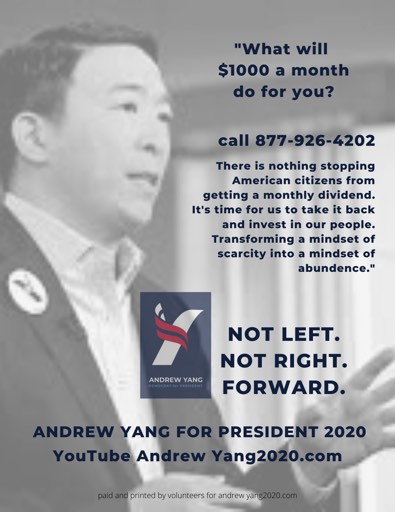 "What will
$1000 a month
do for you?
call 877-926-4202
There is nothing stopping
American citizens from
getting a monthly dividend.
It's time for us to take it back
and invest in our people.
Transforming a mindset of
scarcity into a mindset of
abundance."
ANDREW YANG
NOT LEFT.
NOT RIGHT.
FORWARD.
ANDREW YANG FOR PRESIDENT 2020
YouTube Andrew Yang2020.com
paid and printed by volunteers for andrew yang2020.com